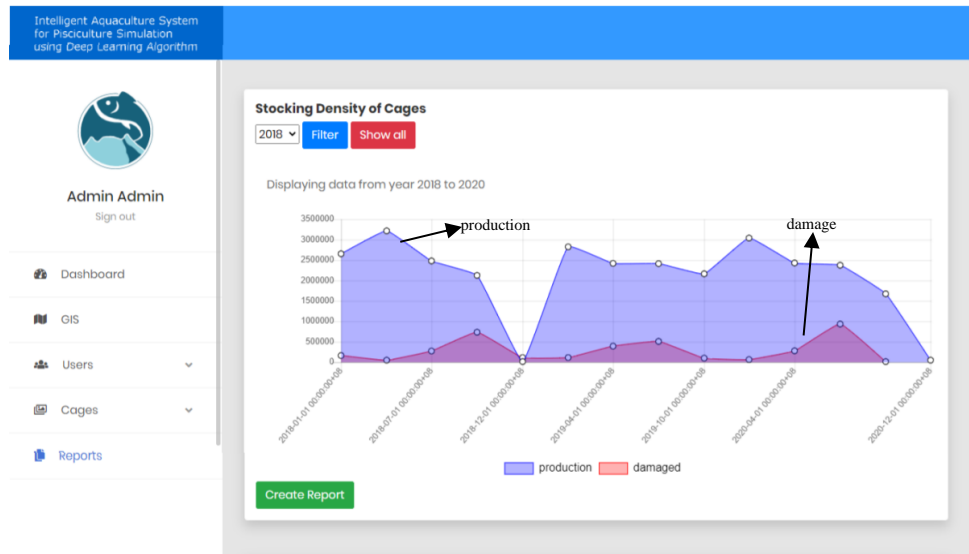 Intelligent Aquaculture System
for Pisciculture Simulation
using Deep Learning Algorithm
Admin Admin
Sign out
Dashboard
GIS
Users
Cages
Reports
Stocking Density of Cages
2018 Filter Show all
Displaying data from year 2018 to 2020
production
damage
3500000
3000000
2500000
2000000
1500000
1000000
500000
0
2018-01-01 00:00:00+08
2018-07-01 00:00:00+08
2018-12-01 00:00:00+08
2019-04-01 00:00:00+08
2019-10-01 00:00:00+08
2020-04-01 00:00:00+08
2020-12-01 00:00:00+08
production damaged
Create Report